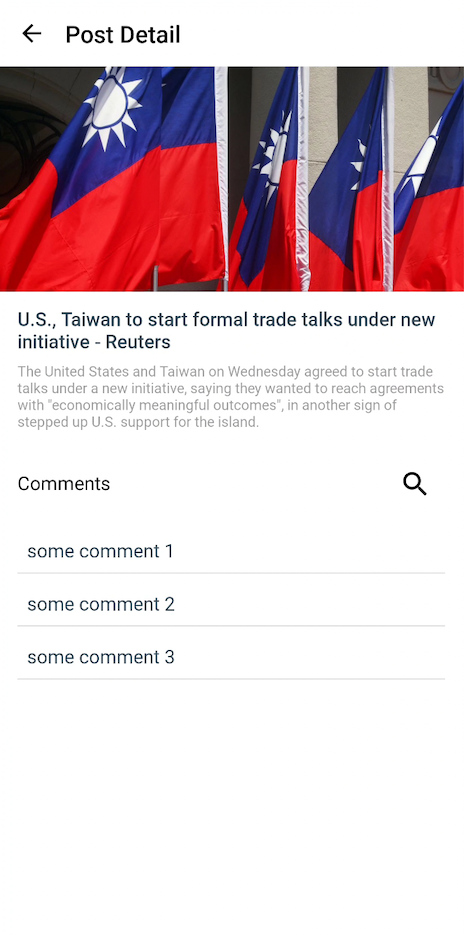 Post Detail
U.S., Taiwan to start formal trade talks under new
initiative - Reuters
The United States and Taiwan on Wednesday agreed to start trade
talks under a new initiative, saying they wanted to reach agreements
with "economically meaningful outcomes", in another sign of
stepped up U.S. support for the island.
Comments
some comment 1
some comment 2
some comment 3